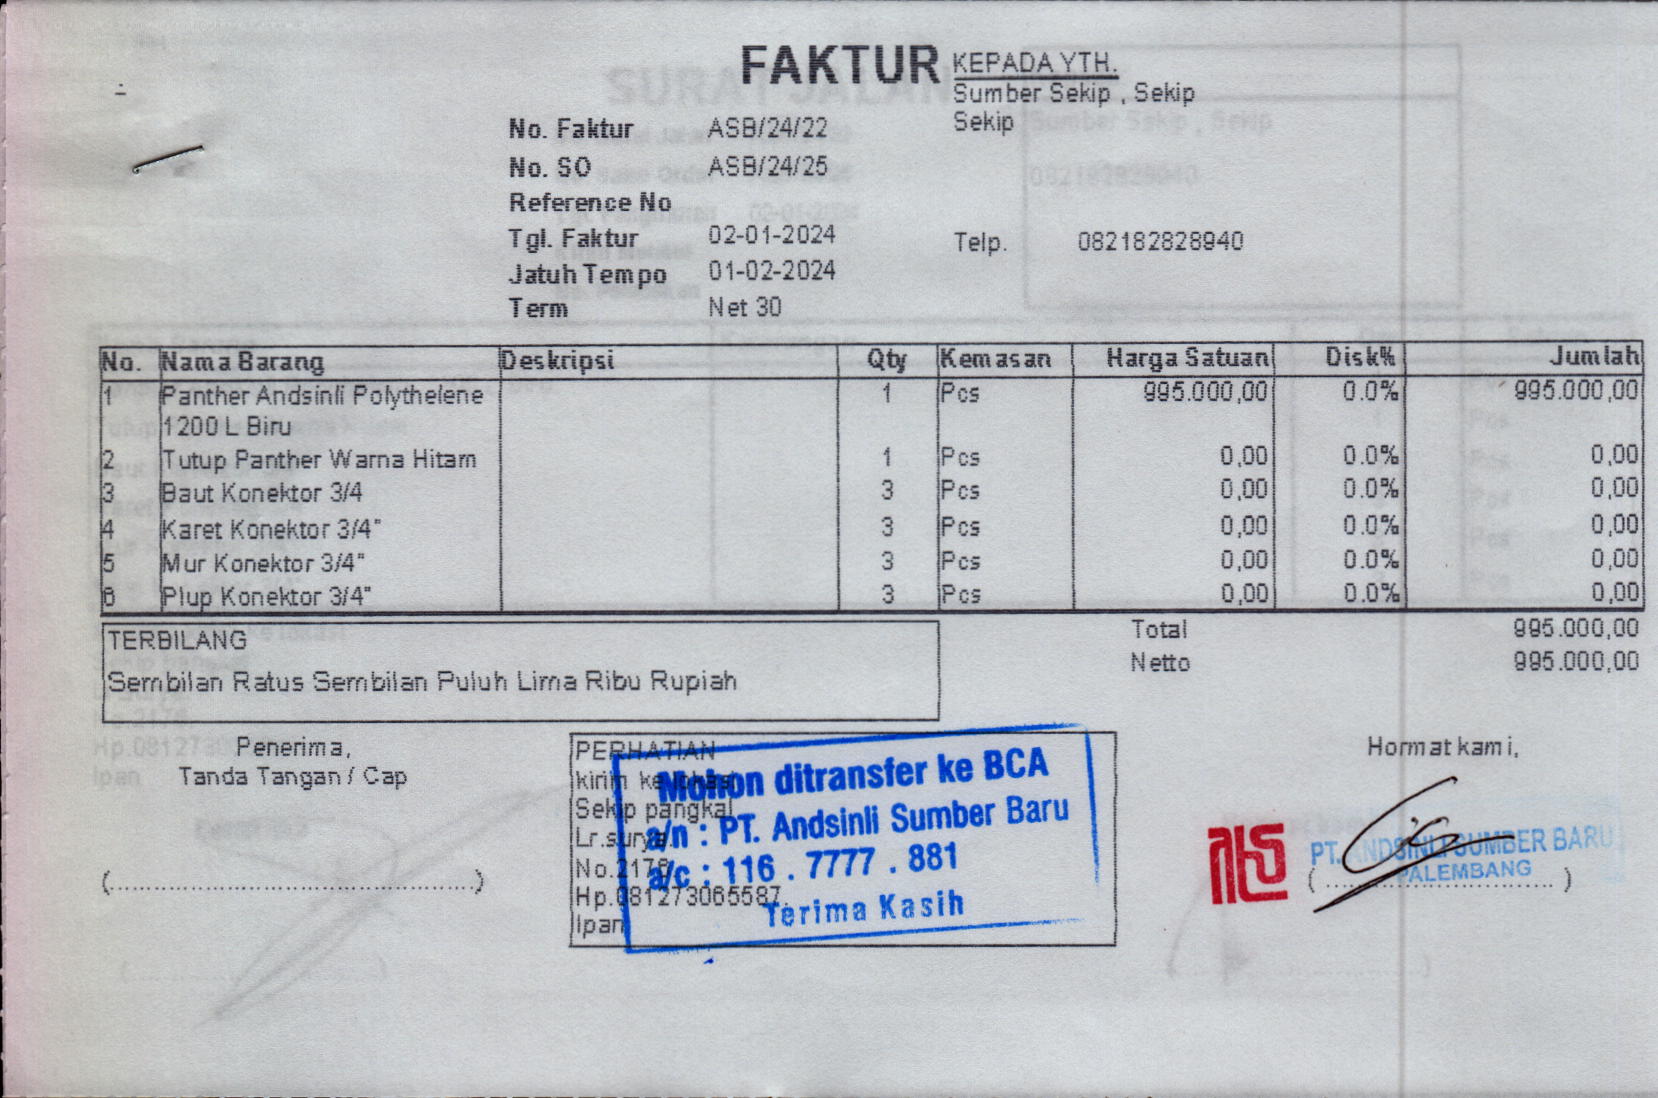 FAKTUR
KEPADA YTH.
Sumber Sekip , Sekip
Sekip
No. Faktur ASB/24/22
No. SO ASB/24/25
Reference No
Tgl. Faktur 02-01-2024
Telp. 082182828940
Jatuh Tempo 01-02-2024
Term Net 30
No. Nama Barang Deskripsi Qty Kemasan Harga Satuan Disk% Jumlah
1 Panther Andsinli Polythelene 1 Pcs 995.000,00 0.0% 995.000,00
1200 L Biru
2 Tutup Panther Warna Hitam 1 Pcs 0,00 0.0% 0,00
3 Baut Konektor 3/4 3 Pcs 0,00 0.0% 0,00
4 Karet Konektor 3/4" 3 Pcs 0,00 0.0% 0,00
5 Mur Konektor 3/4" 3 Pcs 0,00 0.0% 0,00
6 Plup Konektor 3/4" 3 Pcs 0,00 0.0% 0,00
TERBILANG
Sembilan Ratus Sembilan Puluh Lima Ribu Rupiah
Total 995.000,00
Netto 995.000,00
Penerima,
Tanda Tangan / Cap
(........................................................)
PERHATIAN
kirim ke lokasi
Sekip pangkal
Lr.surya
No.2178
Hp.081273065587.
Ipan
Mohon ditransfer ke BCA
a/n : PT. Andsinli Sumber Baru
a/c : 116 . 7777 . 881
Terima Kasih
Hormat kami,
PT. ANDSINLI SUMBER BARU
PALEMBANG
(...................................)